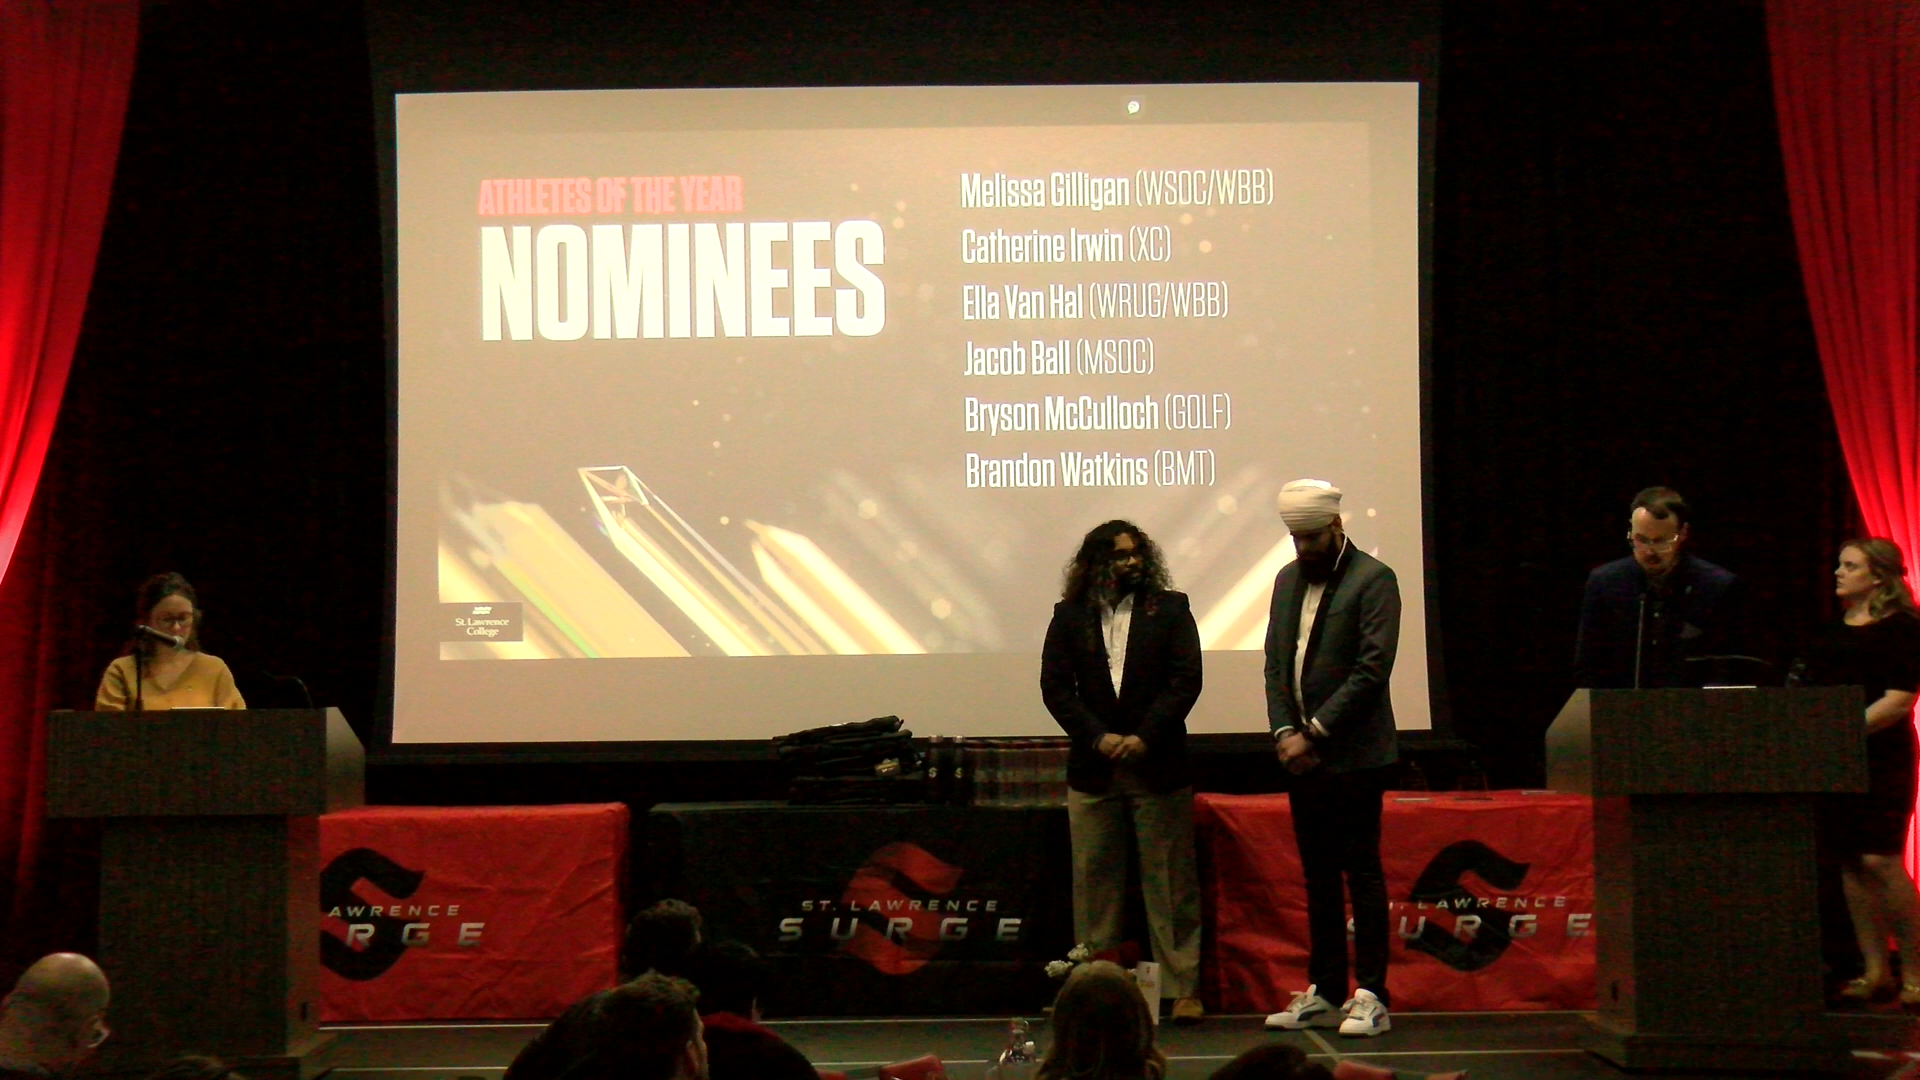 ATHLETES OF THE YEAR
NOMINEES
Melissa Gilligan (WSOC/WBB)
Catherine Irwin (XC)
Ella Van Hal (WRUG/WBB)
Jacob Ball (MSOC)
Bryson McCulloch (GOLF)
Brandon Watkins (BMT)
St. Lawrence
College
AWRENCE
RGE
ST. LAWRENCE
SURGE
T. LAWRENCE
SURGE